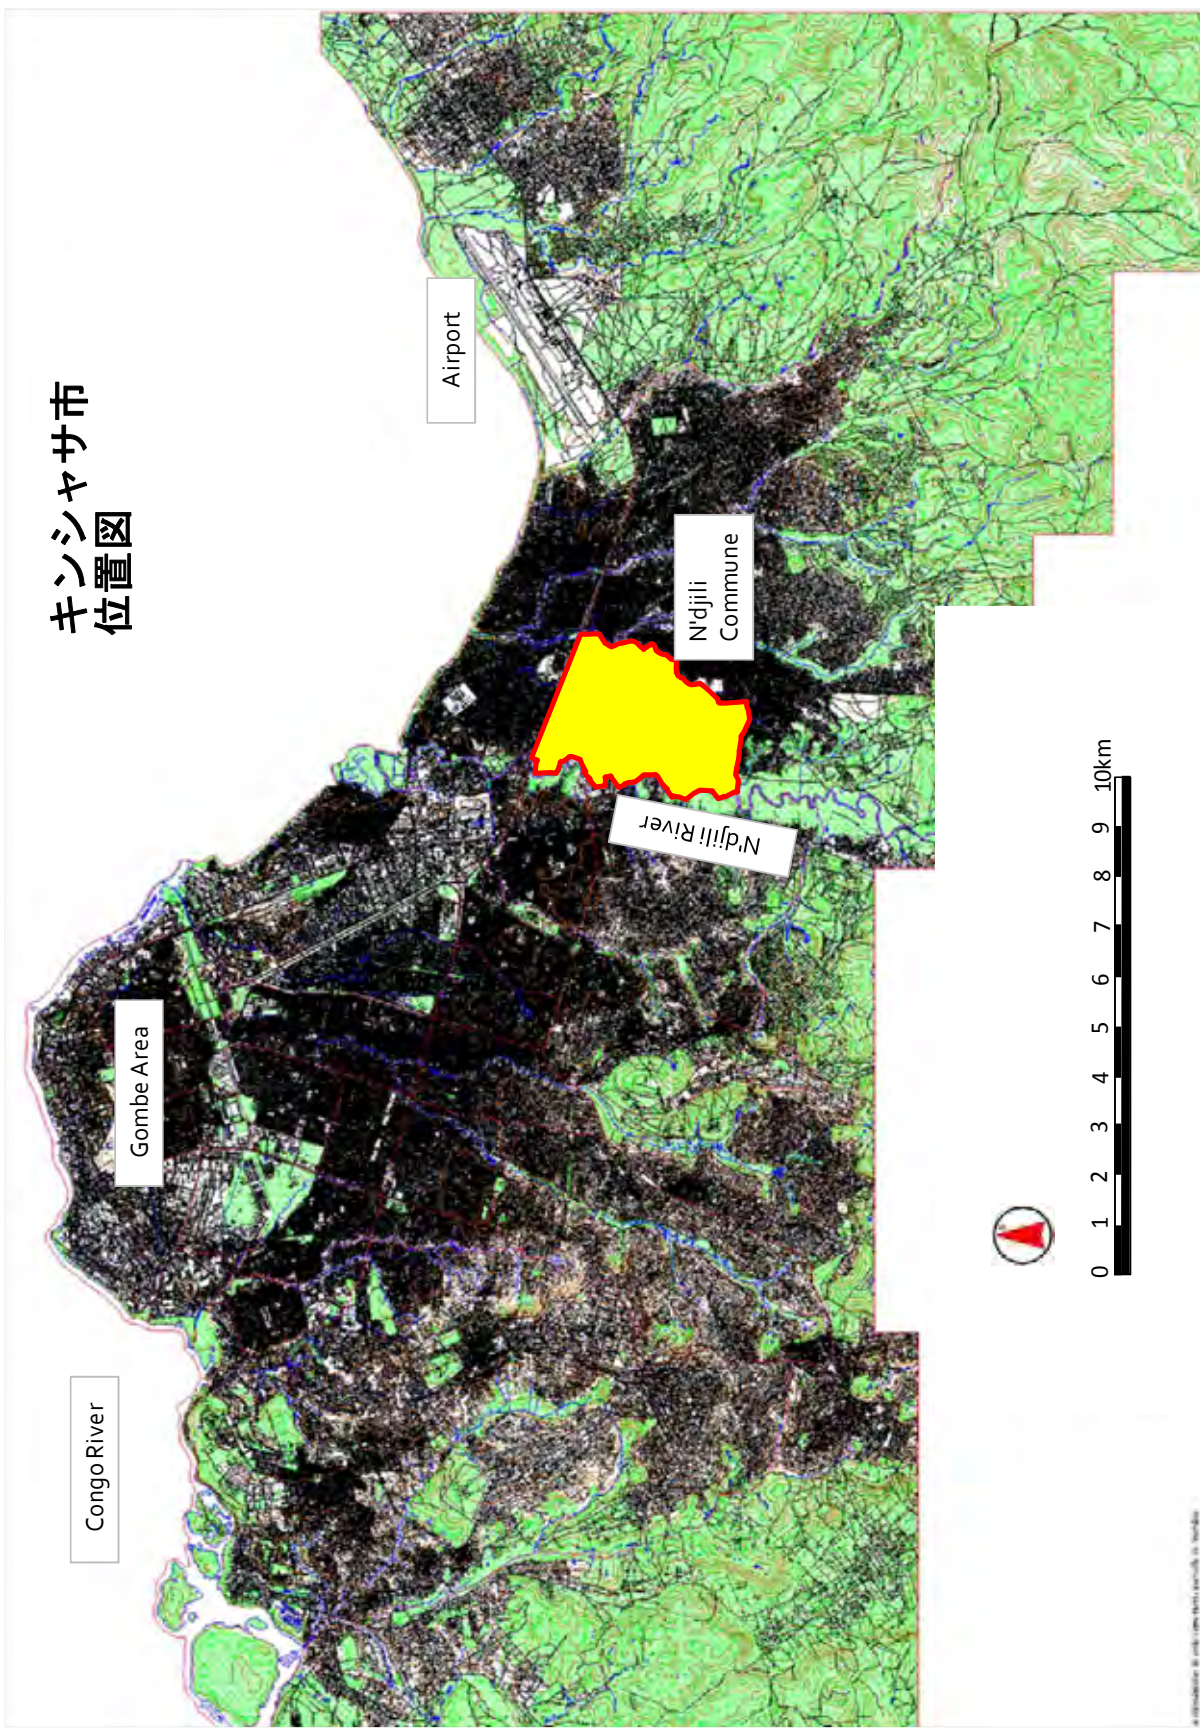 キンシャサ市
位置図
Airport
N'djili
Commune
N'djili River
Gombe Area
Congo River
0 1 2 3 4 5 6 7 8 9 10km